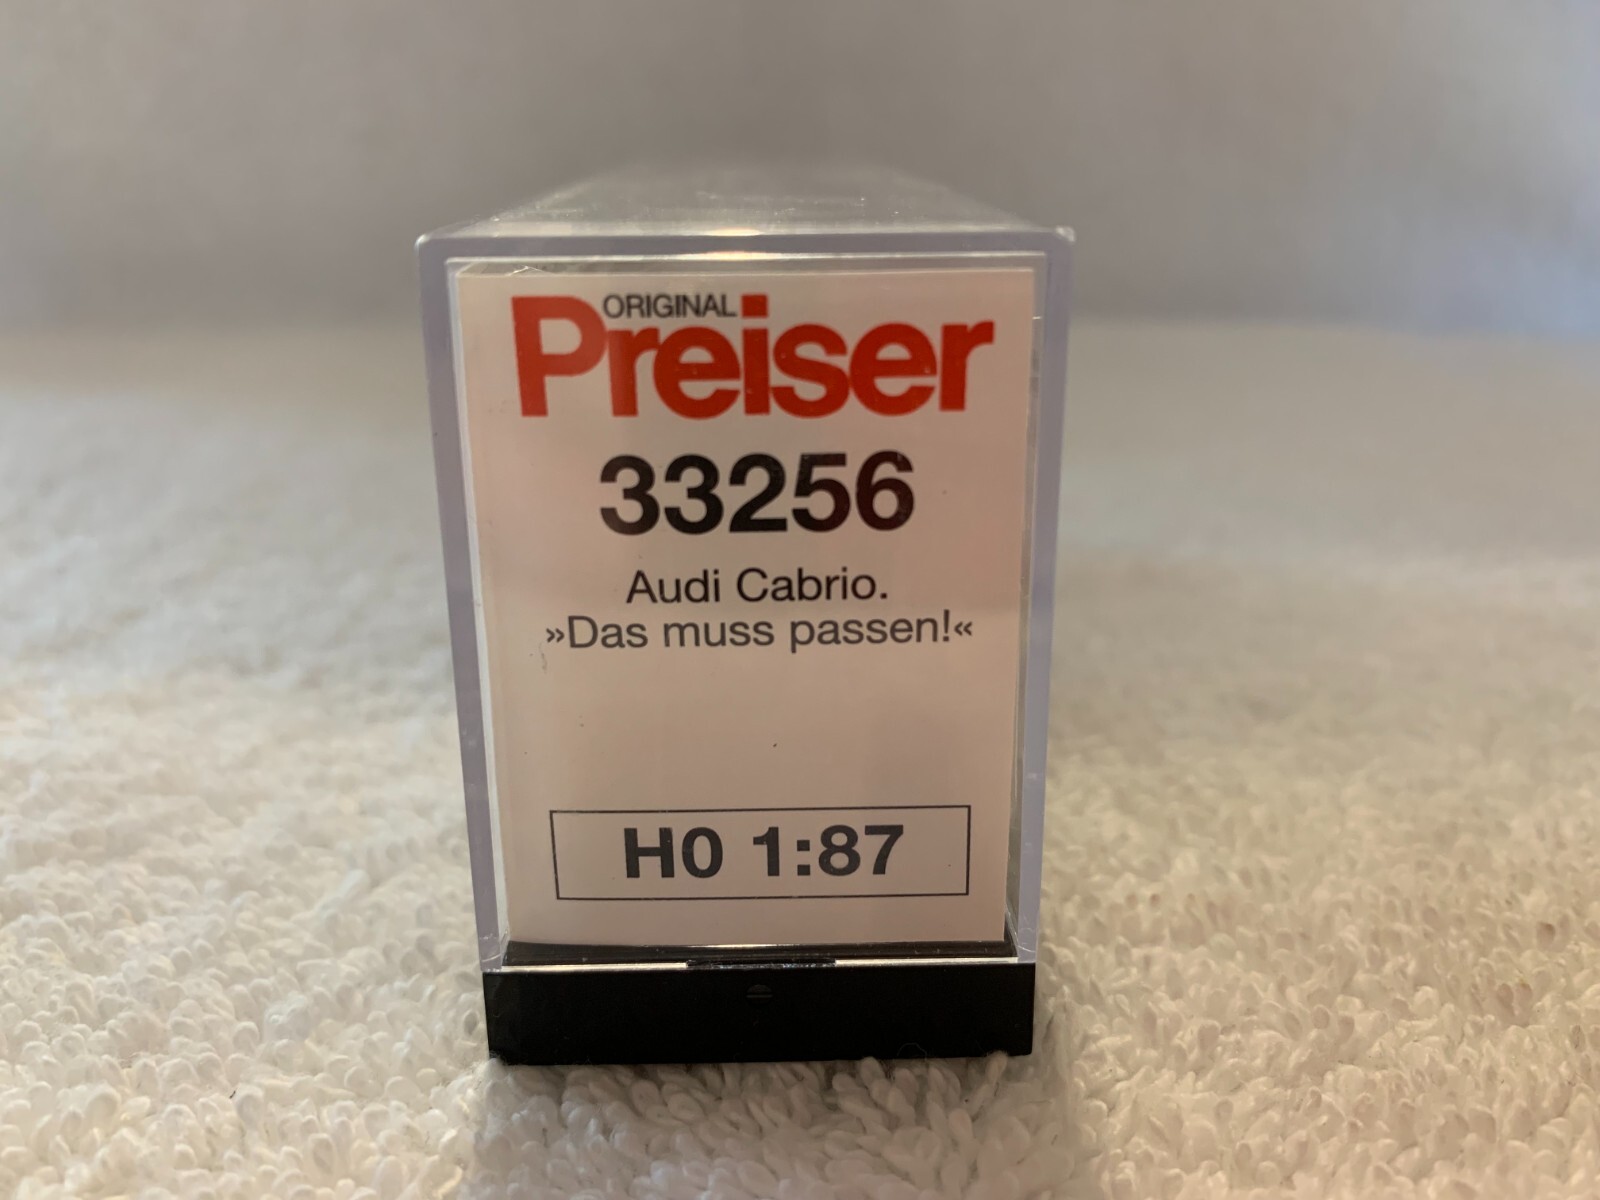 ORIGINAL
Preiser
33256
Audi Cabrio.
»Das muss passen!«
H0 1:87